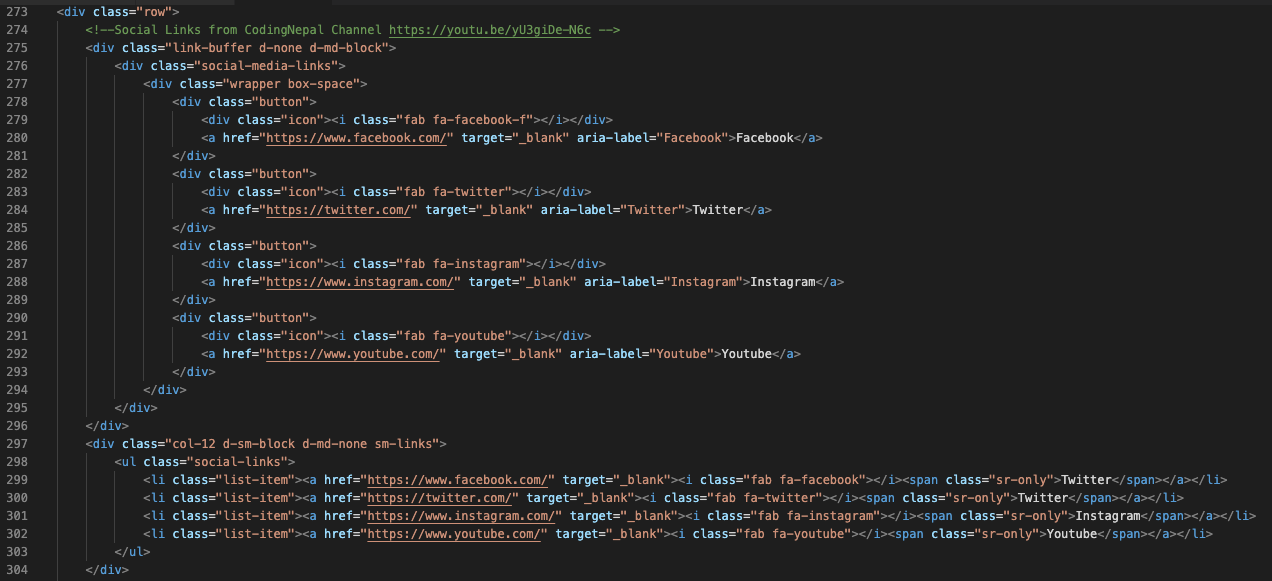 273 <div class="row">
274 <!--Social Links from CodingNepal Channel https://youtu.be/yU3giDe-N6c -->
275 <div class="link-buffer d-none d-md-block">
276 <div class="social-media-links">
277 <div class="wrapper box-space">
278 <div class="button">
279 <div class="icon"><i class="fab fa-facebook-f"></i></div>
280 <a href="https://www.facebook.com/" target="_blank" aria-label="Facebook">Facebook</a>
281 </div>
282 <div class="button">
283 <div class="icon"><i class="fab fa-twitter"></i></div>
284 <a href="https://twitter.com/" target="_blank" aria-label="Twitter">Twitter</a>
285 </div>
286 <div class="button">
287 <div class="icon"><i class="fab fa-instagram"></i></div>
288 <a href="https://www.instagram.com/" target="_blank" aria-label="Instagram">Instagram</a>
289 </div>
290 <div class="button">
291 <div class="icon"><i class="fab fa-youtube"></i></div>
292 <a href="https://www.youtube.com/" target="_blank" aria-label="Youtube">Youtube</a>
293 </div>
294 </div>
295 </div>
296 </div>
297 <div class="col-12 d-sm-block d-md-none sm-links">
298 <ul class="social-links">
299 <li class="list-item"><a href="https://www.facebook.com/" target="_blank"><i class="fab fa-facebook"></i><span class="sr-only">Twitter</span></a></li>
300 <li class="list-item"><a href="https://twitter.com/" target="_blank"><i class="fab fa-twitter"></i><span class="sr-only">Twitter</span></a></li>
301 <li class="list-item"><a href="https://www.instagram.com/" target="_blank"><i class="fab fa-instagram"></i><span class="sr-only">Instagram</span></a></li>
302 <li class="list-item"><a href="https://www.youtube.com/" target="_blank"><i class="fab fa-youtube"></i><span class="sr-only">Youtube</span></a></li>
303 </ul>
304 </div>